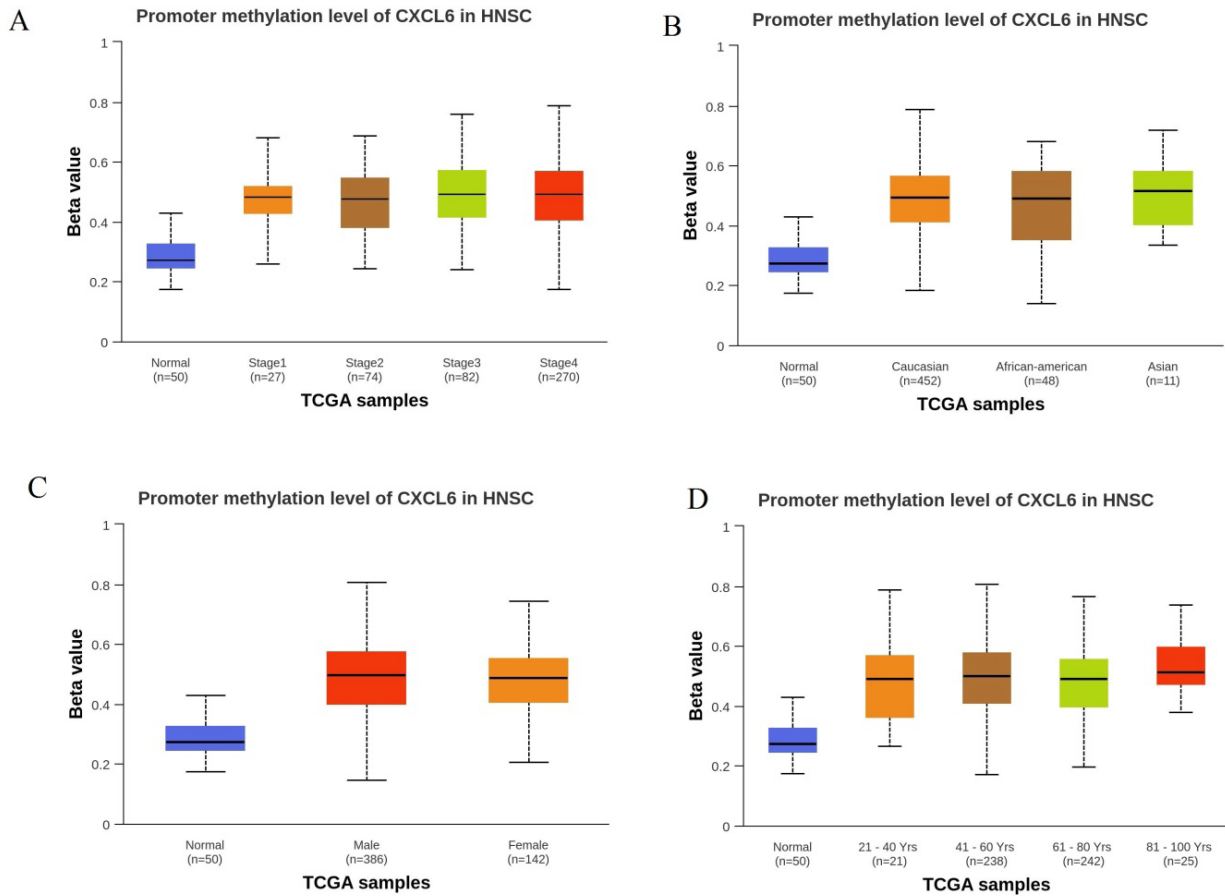 A
Promoter methylation level of CXCL6 in HNSC
1
0.8
0.6
0.4
0.2
0
Beta value
Normal Stage1 Stage2 Stage3 Stage4
(n=50) (n=27) (n=74) (n=82) (n=270)
TCGA samples
B
Promoter methylation level of CXCL6 in HNSC
1
0.8
0.6
0.4
0.2
0
Beta value
Normal Caucasian African-american Asian
(n=50) (n=452) (n=48) (n=11)
TCGA samples
C
Promoter methylation level of CXCL6 in HNSC
1
0.8
0.6
0.4
0.2
0
Beta value
Normal Male Female
(n=50) (n=386) (n=142)
TCGA samples
D
Promoter methylation level of CXCL6 in HNSC
1
0.8
0.6
0.4
0.2
0
Beta value
Normal 21 - 40 Yrs 41 - 60 Yrs 61 - 80 Yrs 81 - 100 Yrs
(n=50) (n=21) (n=238) (n=242) (n=25)
TCGA samples